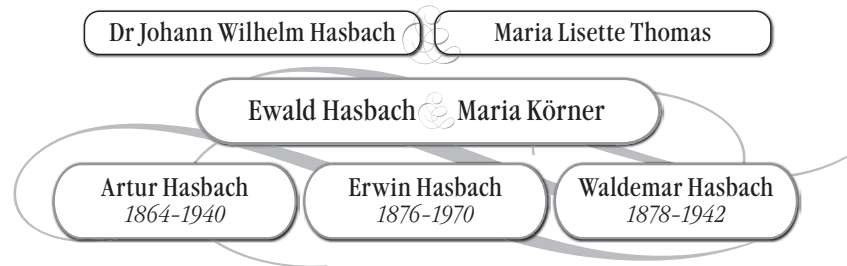 Dr Johann Wilhelm Hasbach & Maria Lisette Thomas
Ewald Hasbach & Maria Körner
Artur Hasbach
1864–1940
Erwin Hasbach
1876–1970
Waldemar Hasbach
1878–1942